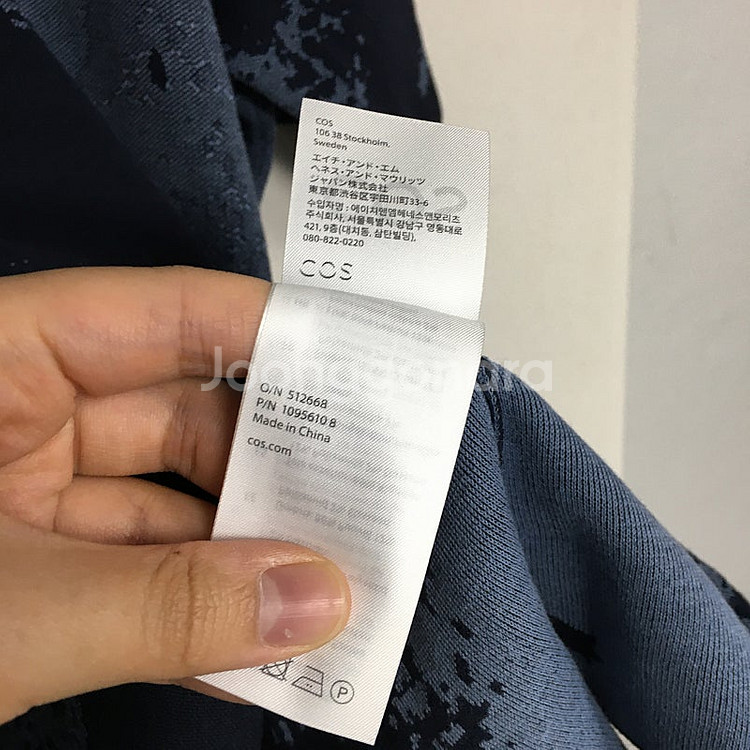 COS
106 38 Stockholm,
Sweden
エイチ・アンド・エム
ヘネス・アンド・マウリッツ
ジャパン株式会社
東京都渋谷区宇田川町33-6
수입자명 : 에이치엔엠헤네스앤모리츠
주식회사, 서울특별시 강남구 영동대로
421, 9층(대치동, 삼탄빌딩),
080-822-0220
COS
Joongonara
O/N 512668
P/N 1095610 8
Made in China
cos.com
P